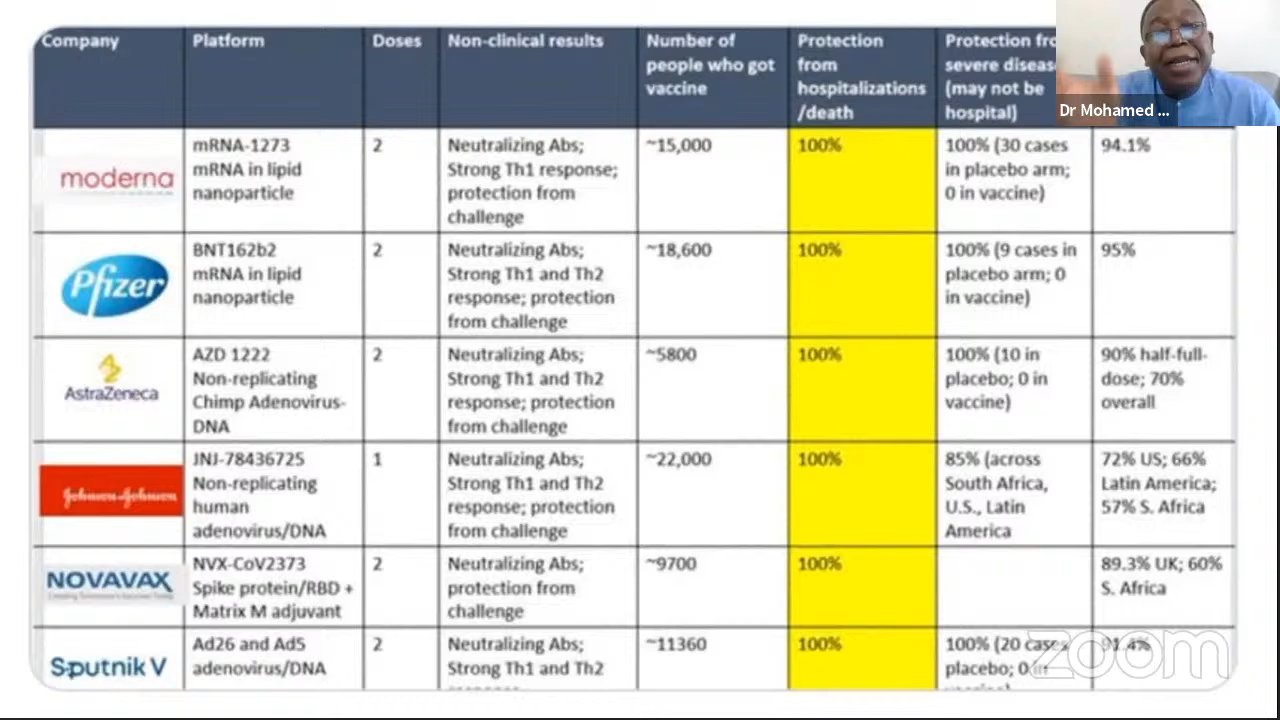 Company
Platform
Doses
Non-clinical results
Number of
people who got
vaccine
Protection
from
hospitalizations
/death
Protection
severe
(may not be
hospital)
Dr Mohamed ...
moderna
mRNA-1273
mRNA in lipid
nanoparticle
2
Neutralizing Abs;
Strong Th1 response;
protection from
challenge
~15,000
100%
100% (30 cases
in placebo arm;
0 in vaccine)
94.1%
Pfizer
BNT162b2
mRNA in lipid
nanoparticle
2
Neutralizing Abs;
Strong Th1 and Th2
response; protection
from challenge
~18,600
100%
100% (9 cases in
placebo arm; 0
in vaccine)
95%
AstraZeneca
AZD 1222
Non-replicating
Chimp Adenovirus-
DNA
2
Neutralizing Abs;
Strong Th1 and Th2
response; protection
from challenge
~5800
100%
100% (10 in
placebo; 0 in
vaccine)
90% half-full-
dose; 70%
overall
Johnson-Johnson
JNJ-78436725
Non-replicating
human
adenovirus/DNA
1
Neutralizing Abs;
Strong Th1 and Th2
response; protection
from challenge
~22,000
100%
85% (across
South Africa,
U.S., Latin
America
72% US; 66%
Latin America;
57% S. Africa
NOVAVAX
NVX-CoV2373
Spike protein/RBD +
Matrix M adjuvant
2
Neutralizing Abs;
protection from
challenge
~9700
100%
89.3% UK; 60%
S. Africa
Sputnik V
Ad26 and Ad5
adenovirus/DNA
2
Neutralizing Abs;
Strong Th1 and Th2
~11360
100%
100% (20 cases
placebo; 0 in
91.4%
zoom